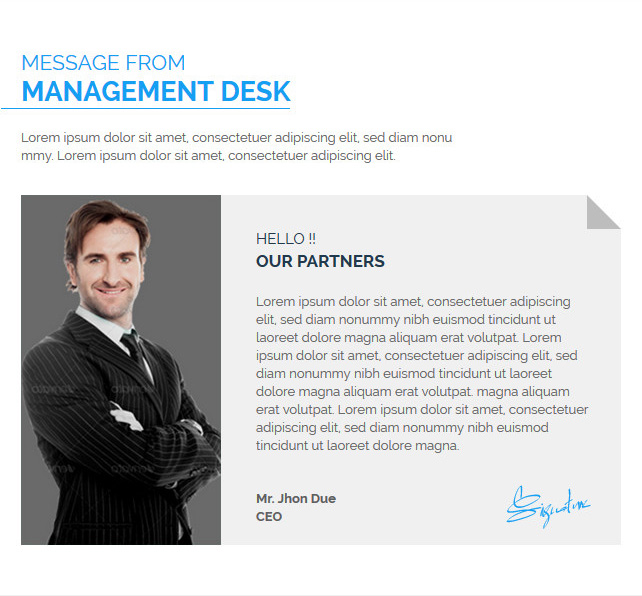 MESSAGE FROM
MANAGEMENT DESK
Lorem ipsum dolor sit amet, consectetuer adipiscing elit, sed diam nonu
mmy. Lorem ipsum dolor sit amet, consectetuer adipiscing elit.
HELLO !!
OUR PARTNERS
Lorem ipsum dolor sit amet, consectetuer adipiscing
elit, sed diam nonummy nibh euismod tincidunt ut
laoreet dolore magna aliquam erat volutpat. Lorem
ipsum dolor sit amet, consectetuer adipiscing elit, sed
diam nonummy nibh euismod tincidunt ut laoreet
dolore magna aliquam erat volutpat. magna aliquam
erat volutpat. Lorem ipsum dolor sit amet, consectetuer
adipiscing elit, sed diam nonummy nibh euismod
tincidunt ut laoreet dolore magna.
Mr. Jhon Due
CEO
Signature